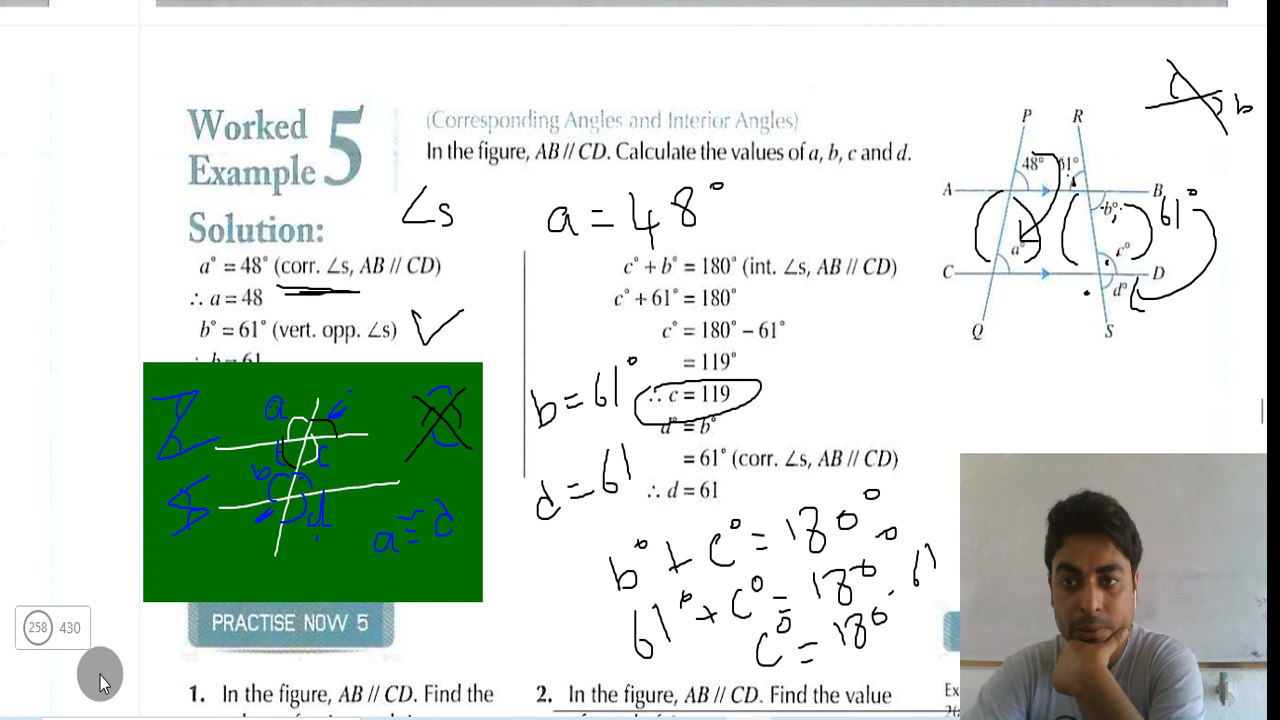 Worked
Example 5
(Corresponding Angles and Interior Angles)
In the figure, AB // CD. Calculate the values of a, b, c and d.
Solution:
∠s
a = 48°
a° = 48° (corr. ∠s, AB // CD)
∴ a = 48
b° = 61° (vert. opp. ∠s)
∴ b = 61
c° + b° = 180° (int. ∠s, AB // CD)
c° + 61° = 180°
c° = 180° − 61°
= 119°
∴ c = 119
d° = b°
= 61° (corr. ∠s, AB // CD)
∴ d = 61
b = 61°
d = 61
b° + c° = 180°
61° + c° = 180°
c° = 180° - 61
P R
b
48° 61°
A B
b° 61°
a° c°
C D
d°
Q S
a
c
b
d
a = d
258 430
PRACTISE NOW 5
1. In the figure, AB // CD. Find the
2. In the figure, AB // CD. Find the value
Ex